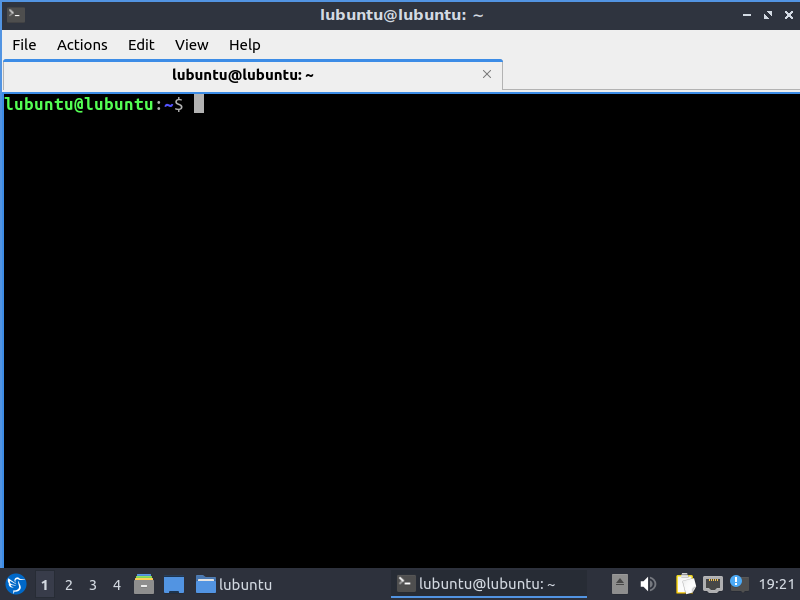 lubuntu@lubuntu: ~
File Actions Edit View Help
lubuntu@lubuntu: ~
lubuntu@lubuntu:~$
1 2 3 4 lubuntu lubuntu@lubuntu: ~ 19:21